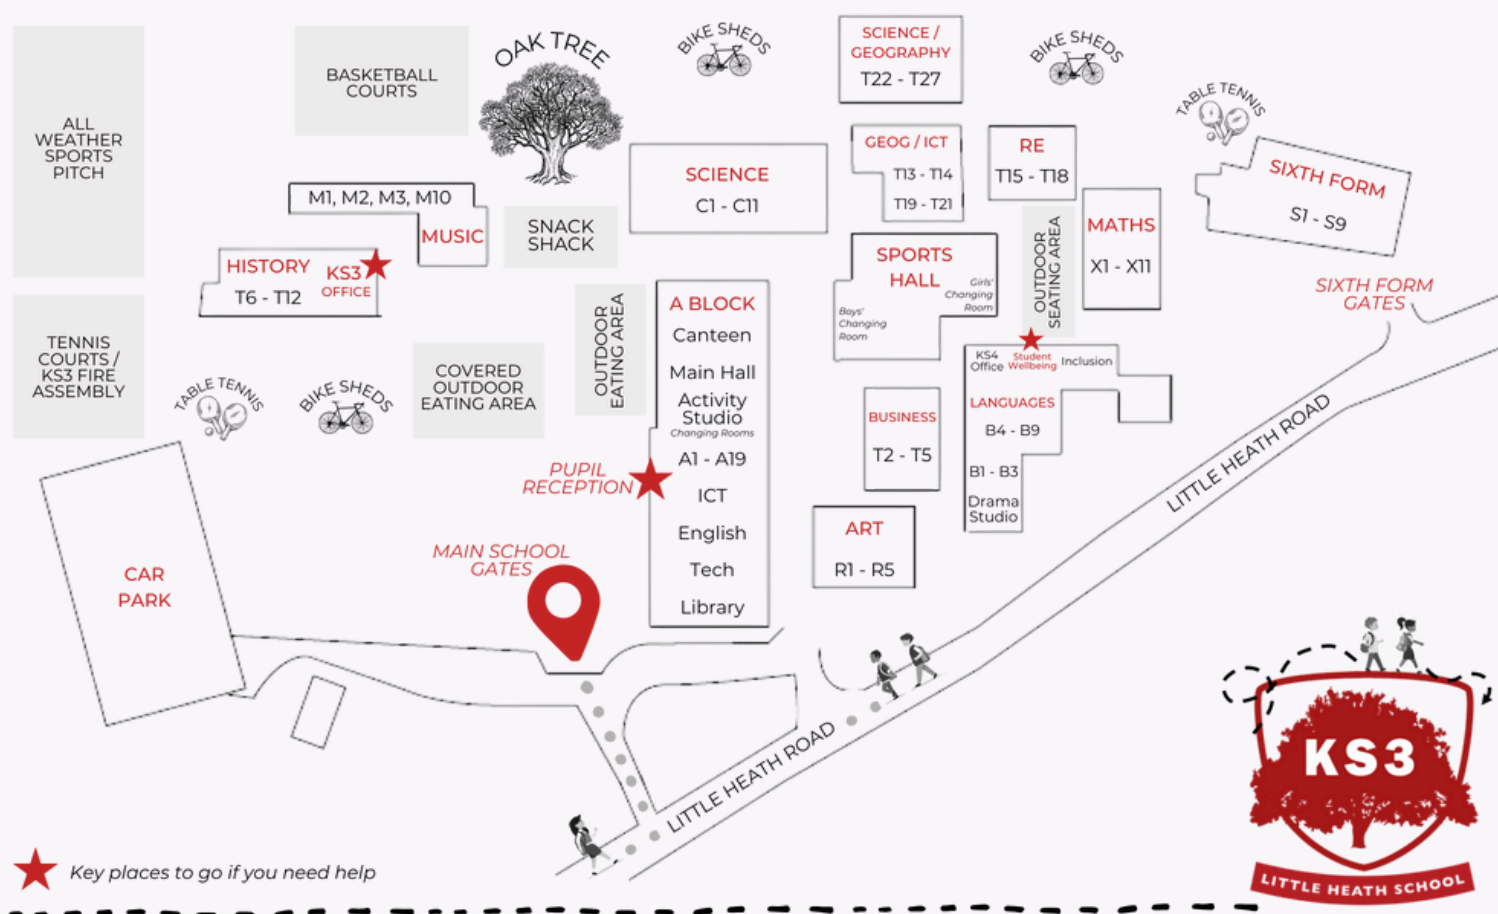 ALL
WEATHER
SPORTS
PITCH
BASKETBALL
COURTS
OAK TREE
BIKE SHEDS
SCIENCE /
GEOGRAPHY
T22 - T27
BIKE SHEDS
TABLE TENNIS
SIXTH FORM
S1 - S9
M1, M2, M3, M10
MUSIC
SNACK
SHACK
SCIENCE
C1 - C11
GEOG / ICT
T13 - T14
T19 - T21
RE
T15 - T18
MATHS
X1 - X11
OUTDOOR
SEATING AREA
HISTORY
T6 - T12
KS3
OFFICE
SPORTS
HALL
Girls'
Changing
Room
Boys'
Changing
Room
SIXTH FORM
GATES
TENNIS
COURTS /
KS3 FIRE
ASSEMBLY
TABLE TENNIS
BIKE SHEDS
COVERED
OUTDOOR
EATING AREA
OUTDOOR
EATING AREA
A BLOCK
Canteen
Main Hall
Activity
Studio
Changing Rooms
A1 - A19
ICT
English
Tech
Library
KS4
Office
Student
Wellbeing
Inclusion
LANGUAGES
B4 - B9
B1 - B3
Drama
Studio
BUSINESS
T2 - T5
ART
R1 - R5
PUPIL
RECEPTION
MAIN SCHOOL
GATES
CAR
PARK
LITTLE HEATH ROAD
LITTLE HEATH ROAD
KS3
LITTLE HEATH SCHOOL
Key places to go if you need help